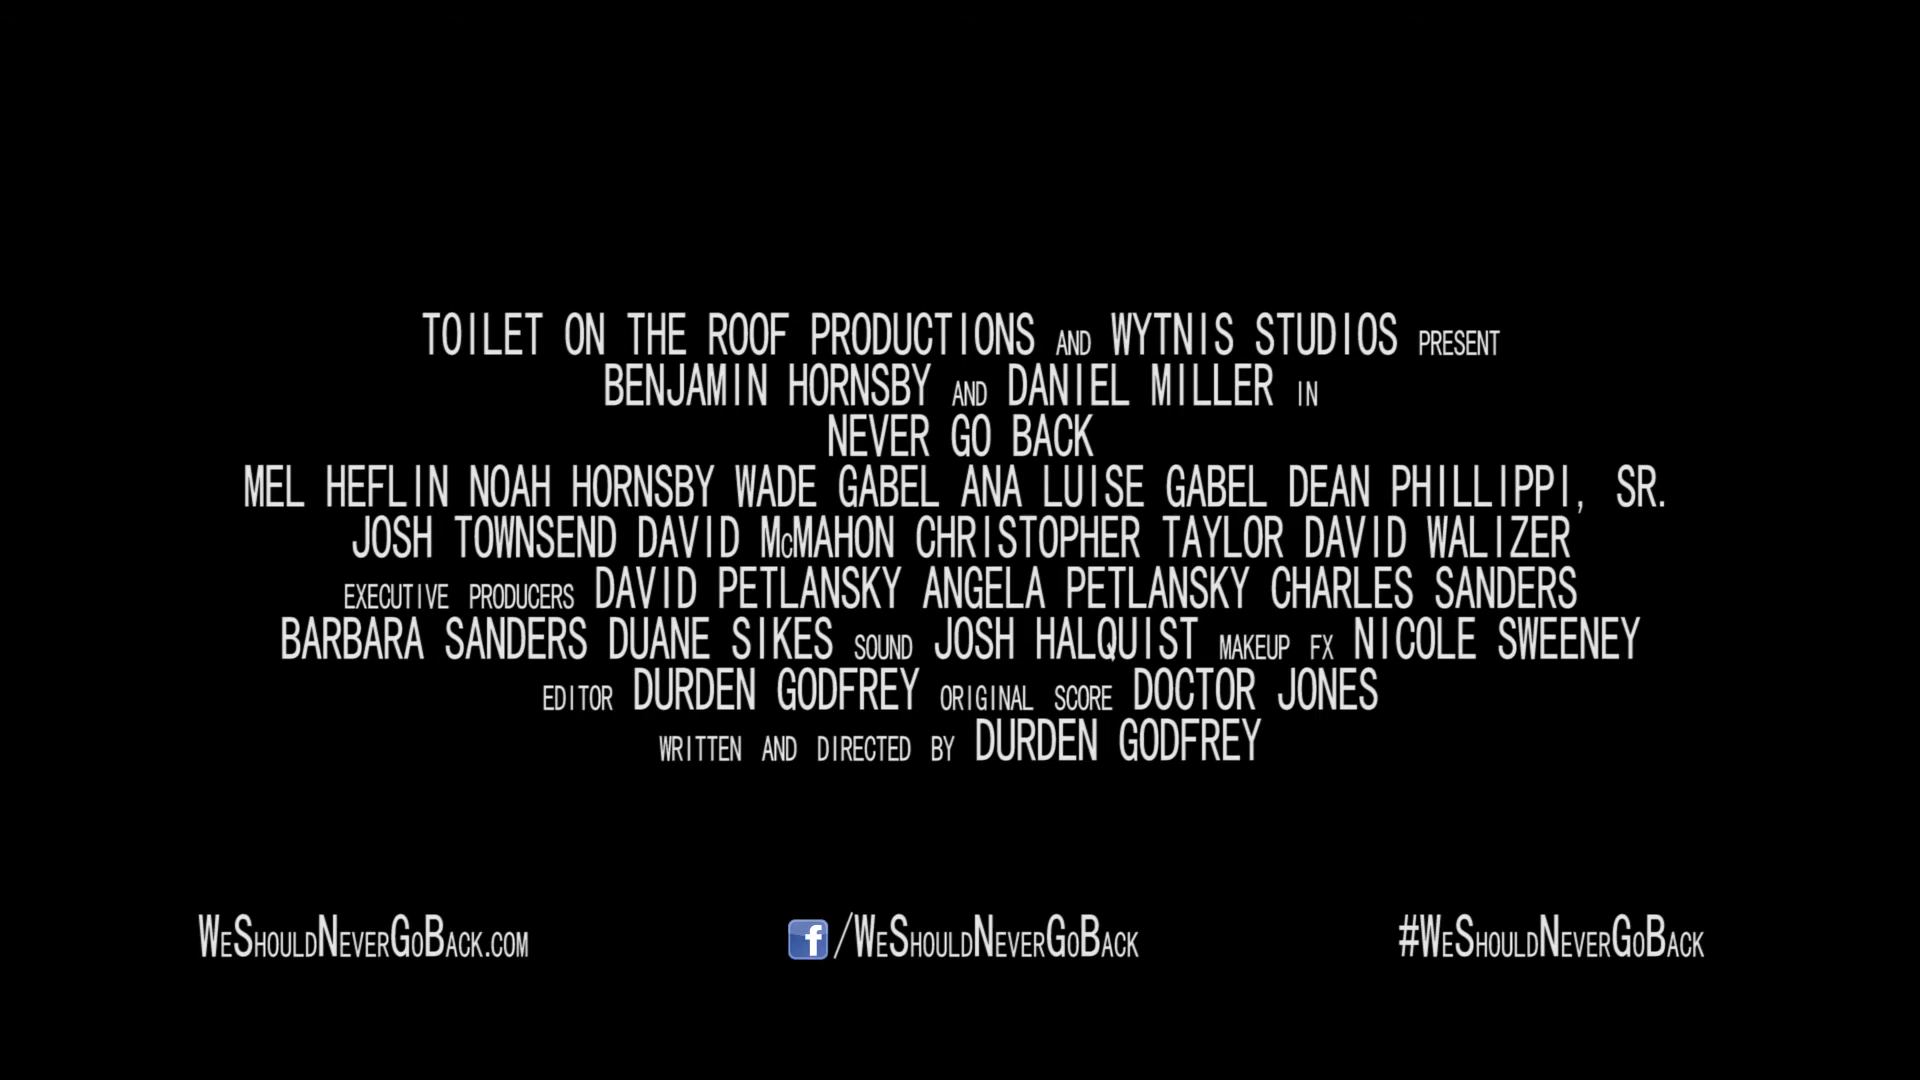 TOILET ON THE ROOF PRODUCTIONS AND WYTNIS STUDIOS PRESENT
BENJAMIN HORNSBY AND DANIEL MILLER IN
NEVER GO BACK
MEL HEFLIN NOAH HORNSBY WADE GABEL ANA LUISE GABEL DEAN PHILLIPPI, SR.
JOSH TOWNSEND DAVID McMAHON CHRISTOPHER TAYLOR DAVID WALIZER
EXECUTIVE PRODUCERS DAVID PETLANSKY ANGELA PETLANSKY CHARLES SANDERS
BARBARA SANDERS DUANE SIKES SOUND JOSH HALQUIST MAKEUP FX NICOLE SWEENEY
EDITOR DURDEN GODFREY ORIGINAL SCORE DOCTOR JONES
WRITTEN AND DIRECTED BY DURDEN GODFREY
WeShouldNeverGoBack.com
f/WeShouldNeverGoBack
#WeShouldNeverGoBack